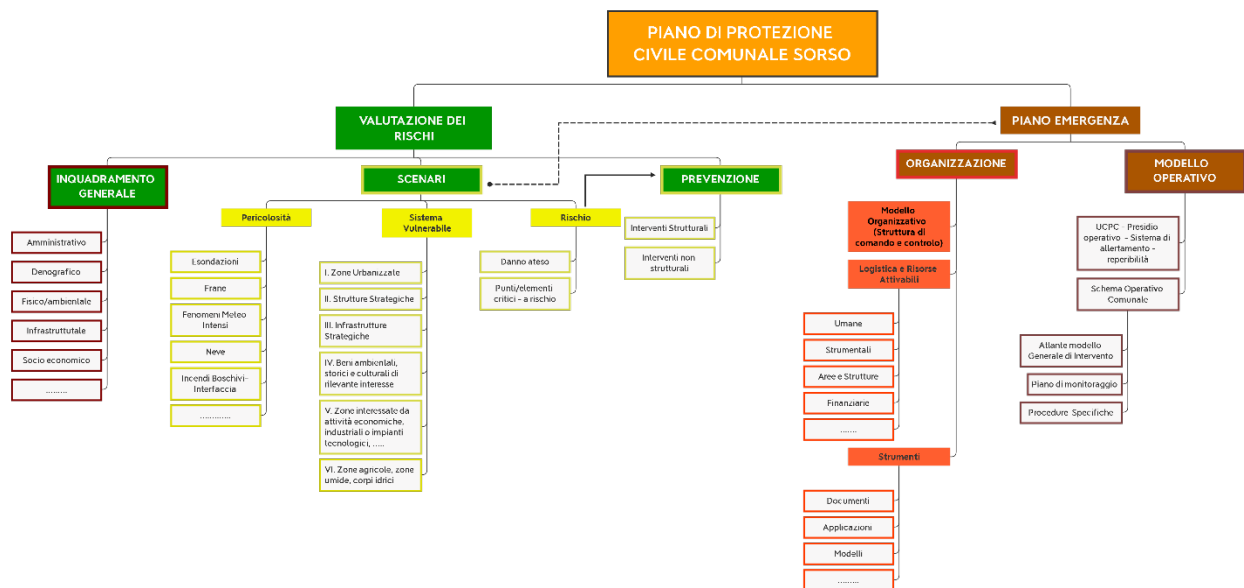 PIANO DI PROTEZIONE
CIVILE COMUNALE SORSO
VALUTAZIONE DEI
RISCHI
PIANO EMERGENZA
INQUADRAMENTO
GENERALE
SCENARI
PREVENZIONE
ORGANIZZAZIONE
MODELLO
OPERATIVO
Amministrativo
Denografico
Fisico/ambientale
Infrastruttutale
Socio economico
.........
Pericolosità
Esondazioni
Frane
Fenomeni Meteo
Intensi
Neve
Incendi Boschivi-
Interfaccia
.............
Sistema
Vulnerabile
I. Zone Urbanizzate
II. Strutture Strategiche
III. Infrastrutture
Strategiche
IV. Beni ambientali,
storici e culturali di
rilevante interesse
V. Zone interessate da
attività economiche,
industriali o impianti
tecnologici, .....
VI. Zone agricole, zone
umide, corpi idrici
Rischio
Danno ateso
Punti/elementi
critici - a rischio
Interventi Strutturali
Interventi non
strutturali
Modello
Organizzativo
(Struttura di
comando e controlo)
Logistica e Risorse
Attivabili
Umane
Strumentali
Aree e Strutture
Finanziarie
.......
Strumenti
Documenti
Applicazioni
Modelli
.........
UCPC - Presidio
operativo - Sistema di
allertamento -
reperibilità
Schema Operativo
Comunale
Atlante modello
Generale di Intervento
Piano di monitoraggio
Procedure Specifiche